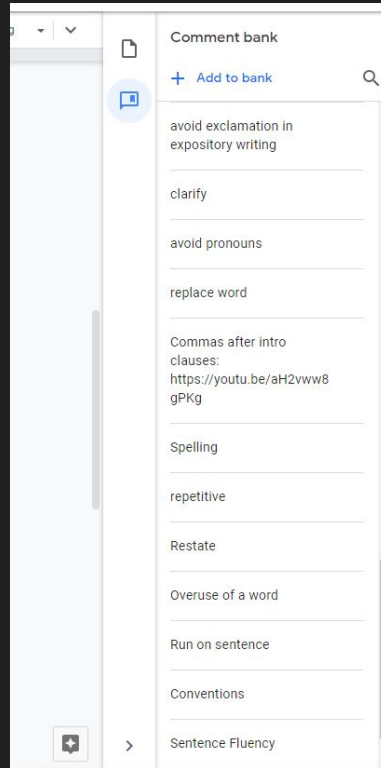 Comment bank
+ Add to bank
avoid exclamation in
expository writing
clarify
avoid pronouns
replace word
Commas after intro
clauses:
https://youtu.be/aH2vww8
gPKg
Spelling
repetitive
Restate
Overuse of a word
Run on sentence
Conventions
Sentence Fluency